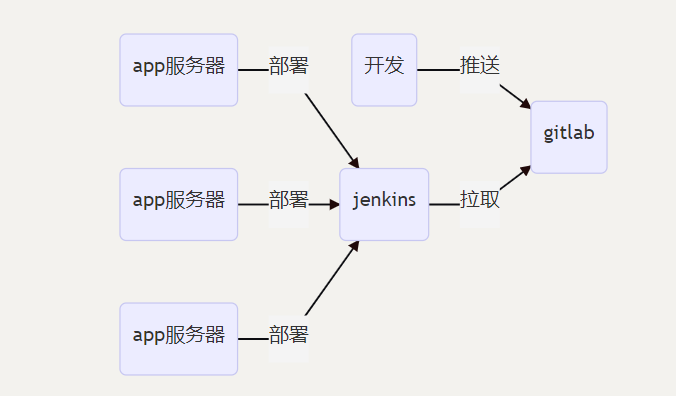 app服务器
部署
开发
推送
gitlab
app服务器
部署
jenkins
拉取
app服务器
部署